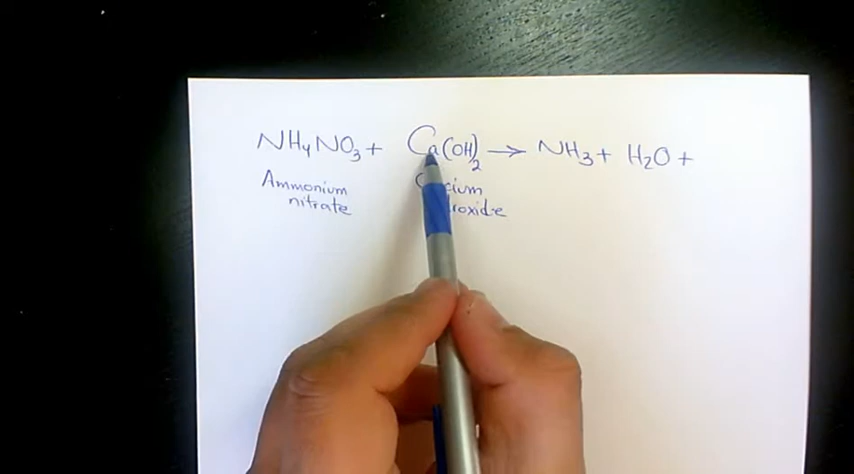 NH₄NO₃ + Ca(OH)₂ → NH₃ + H₂O +
Ammonium
nitrate